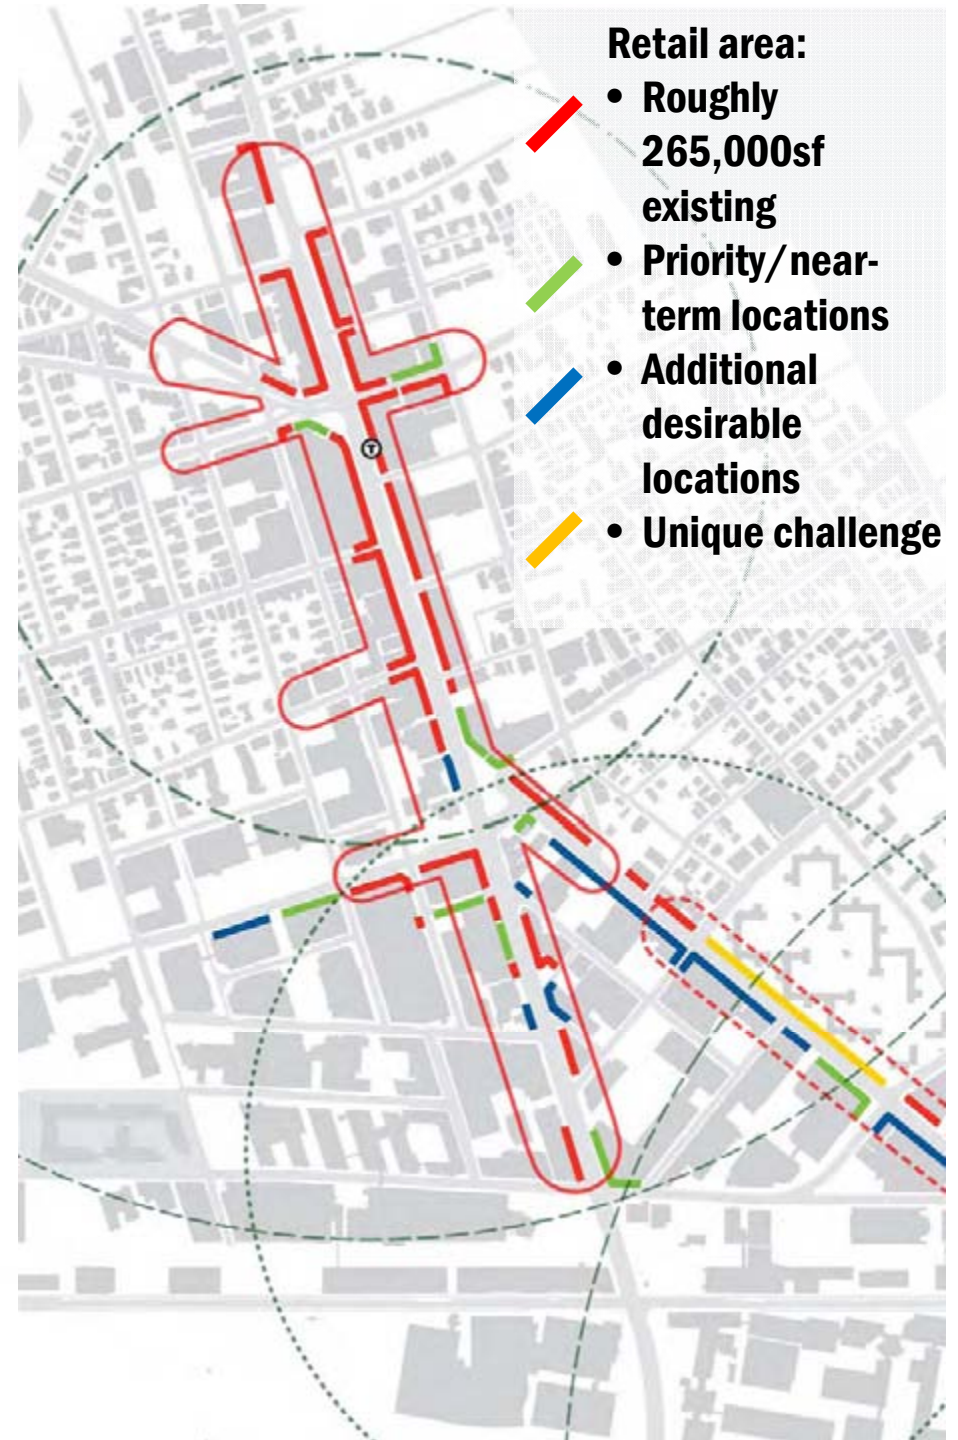 Retail area:
• Roughly
265,000sf
existing
• Priority/near-
term locations
• Additional
desirable
locations
• Unique challenge
T